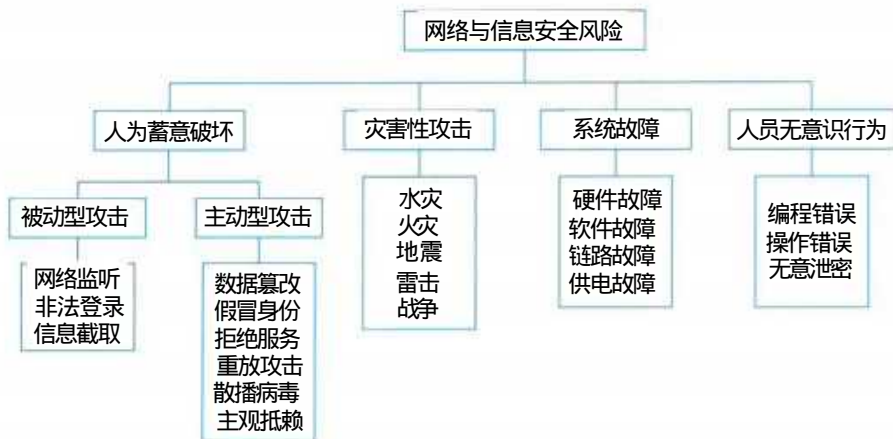 网络与信息安全风险
人为蓄意破坏
灾害性攻击
系统故障
人员无意识行为
被动型攻击
主动型攻击
网络监听
非法登录
信息截取
数据篡改
假冒身份
拒绝服务
重放攻击
散播病毒
主观抵赖
水灾
火灾
地震
雷击
战争
硬件故障
软件故障
链路故障
供电故障
编程错误
操作错误
无意泄密